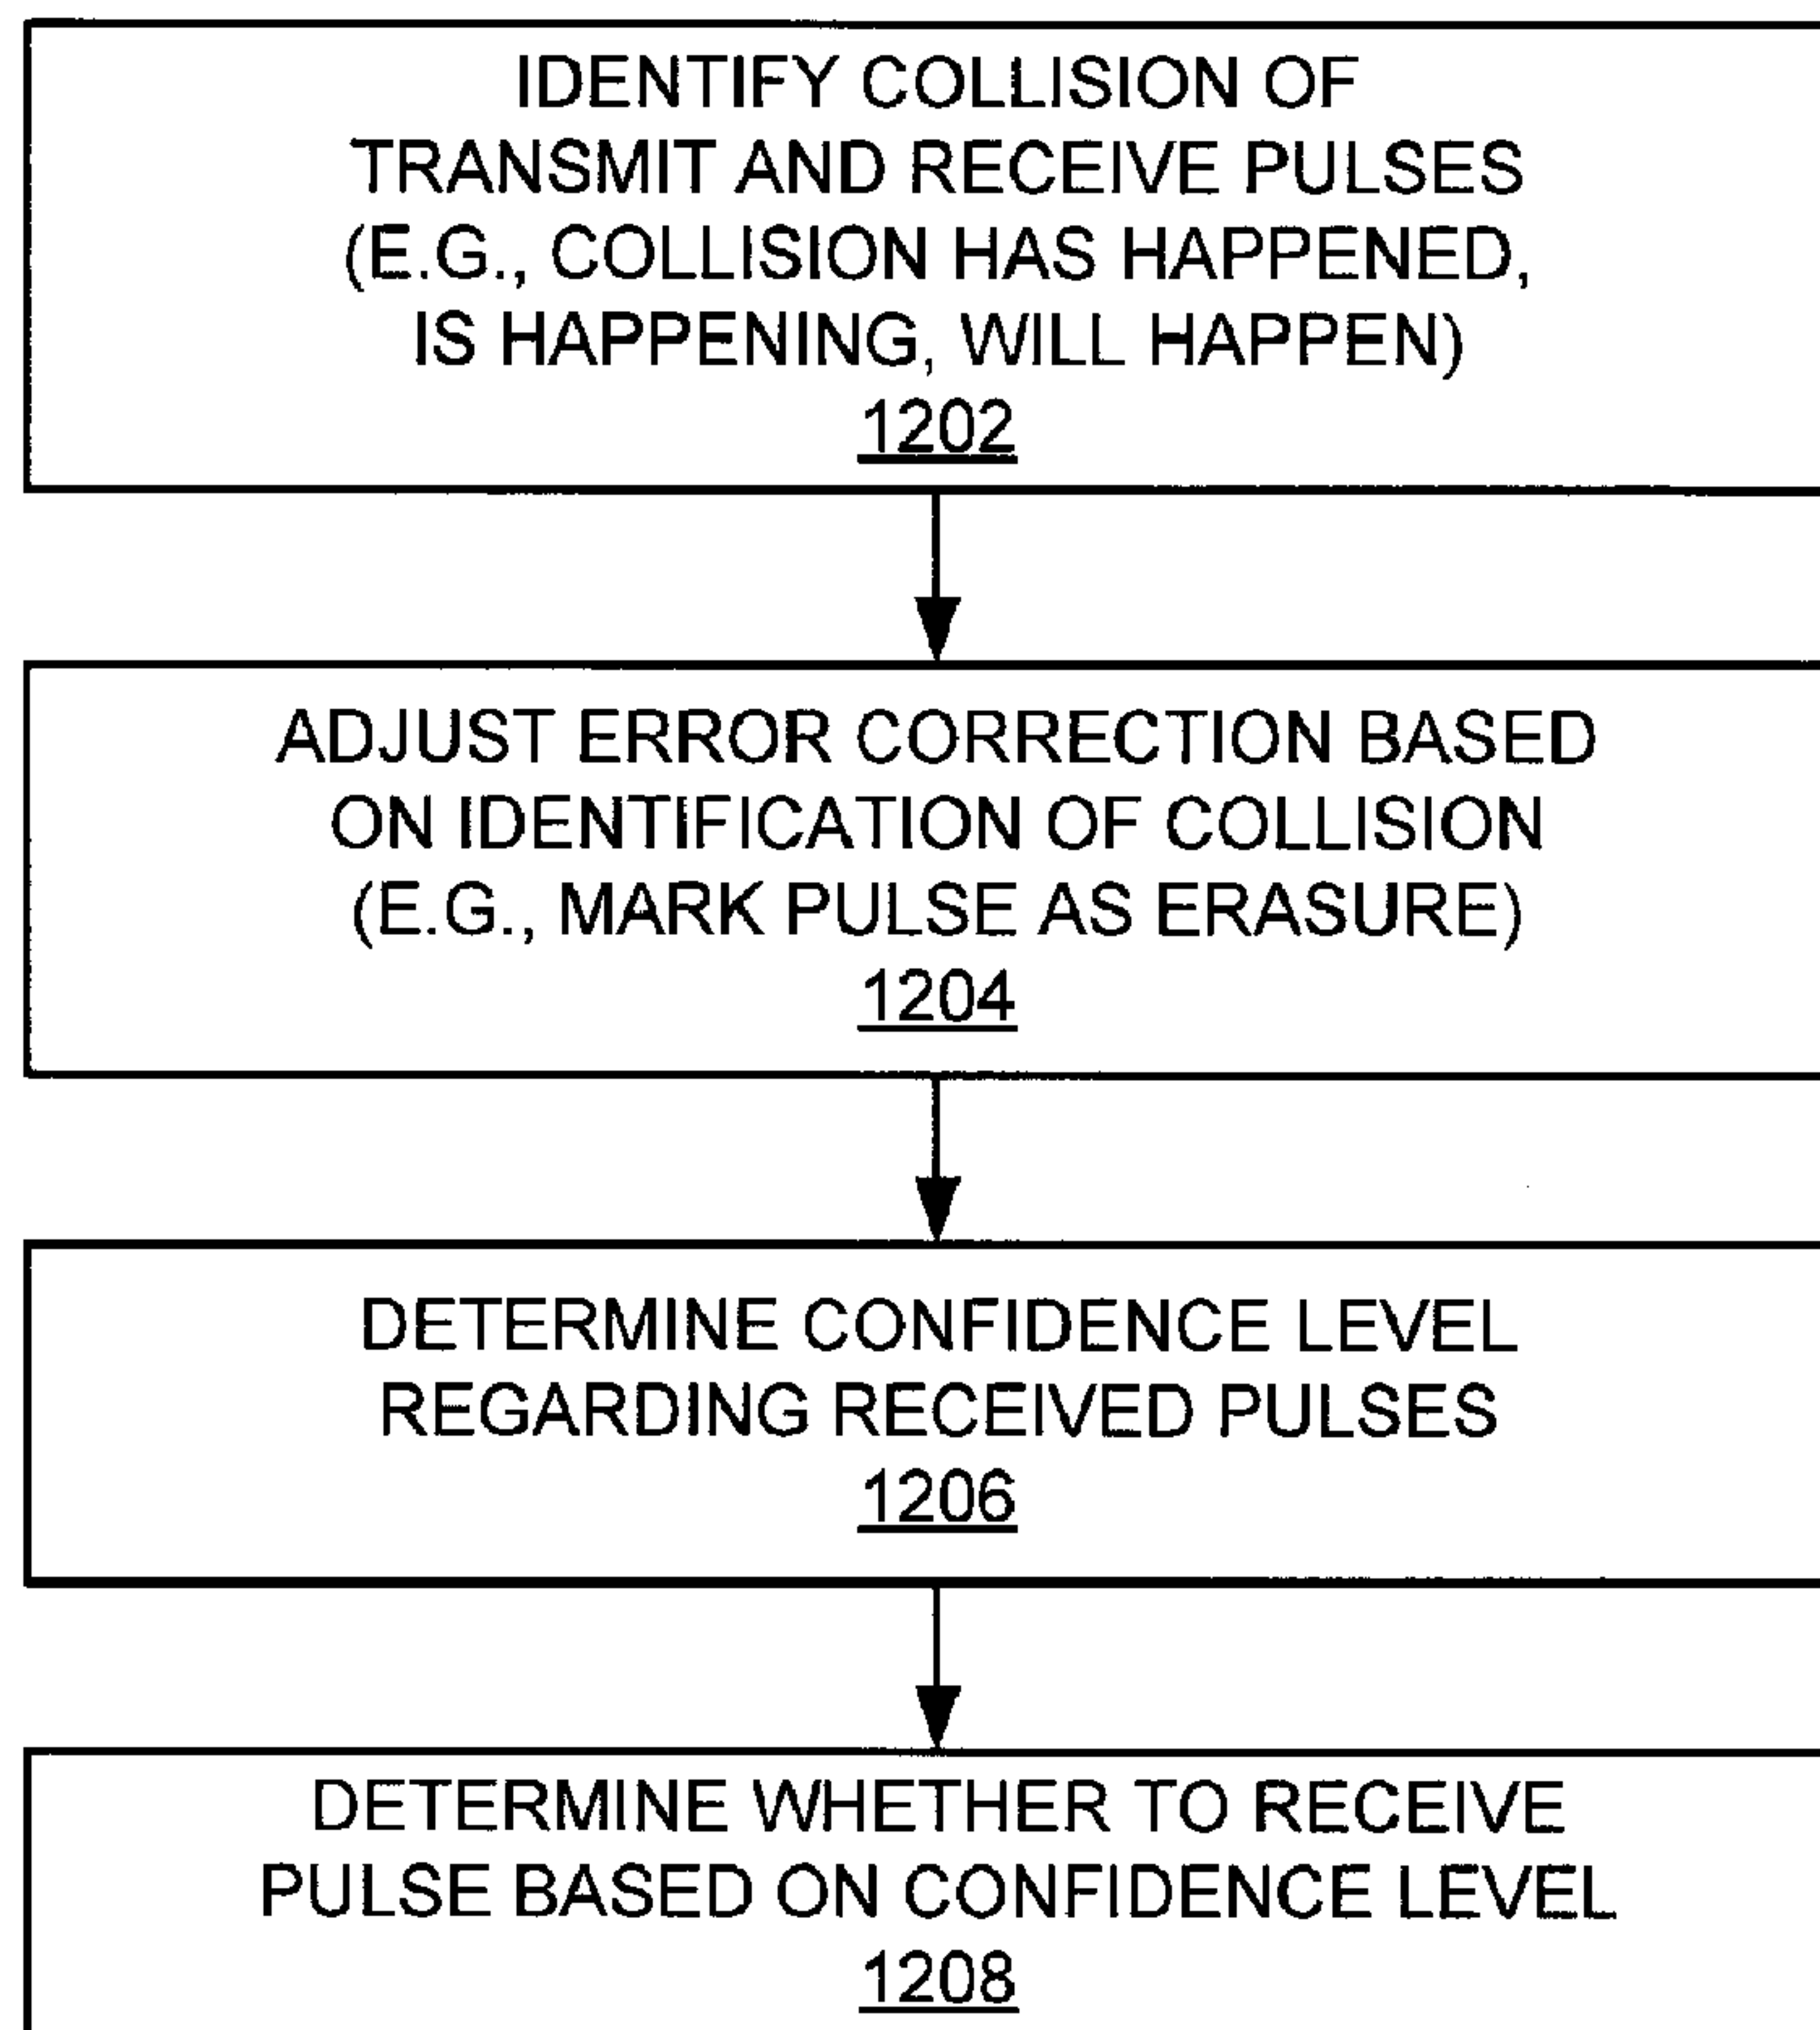 IDENTIFY COLLISION OF
TRANSMIT AND RECEIVE PULSES
(E.G., COLLISION HAS HAPPENED,
IS HAPPENING, WILL HAPPEN)
1202
ADJUST ERROR CORRECTION BASED
ON IDENTIFICATION OF COLLISION
(E.G., MARK PULSE AS ERASURE)
1204
DETERMINE CONFIDENCE LEVEL
REGARDING RECEIVED PULSES
1206
DETERMINE WHETHER TO RECEIVE
PULSE BASED ON CONFIDENCE LEVEL
1208